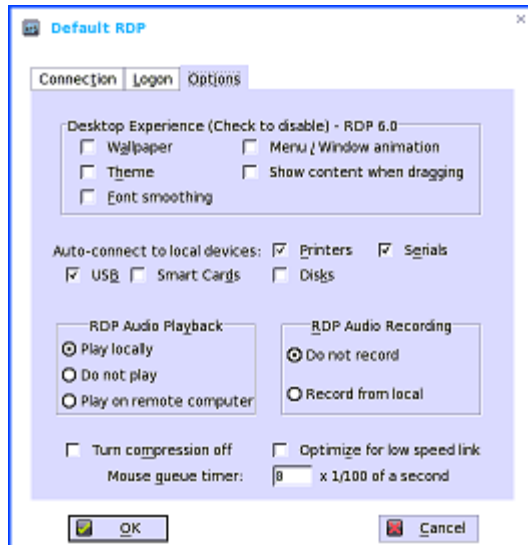 Default RDP
Connection Logon Options
Desktop Experience (Check to disable) - RDP 6.0
Wallpaper Menu / Window animation
Theme Show content when dragging
Font smoothing
Auto-connect to local devices: Printers Serials
USB Smart Cards Disks
RDP Audio Playback RDP Audio Recording
Play locally
Do not record
Do not play
Record from local
Play on remote computer
Turn compression off Optimize for low speed link
Mouse queue timer: 0 x 1/100 of a second
OK Cancel